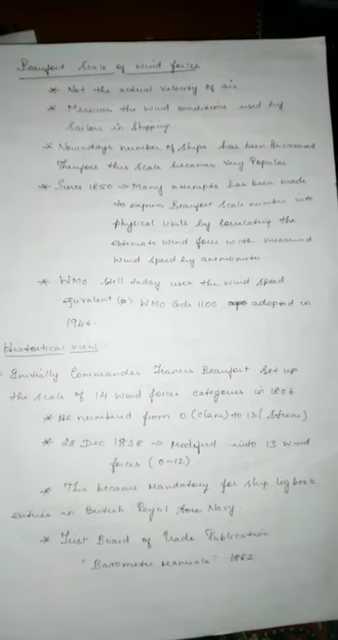 Beaufort Scale of wind forces
* Not the actual velocity of air
* Measures the wind conditions used by
Sailors in Shipping
* Nowadays number of ships has been Increased
Therefore this scale becomes very Popular
* Since 1850 → Many attempts has been made
to express Beaufort Scale number into
physical units by correlating the
estimate wind force with measured
wind speed by anemometer.
* WMO still today uses the wind speed
equivalent (or) WMO Code 1100 adopted in
1946.
Historical view
Initially Commander Francis Beaufort set up
the scale of 14 wind forces categories in 1806
* He numbered from 0 (Clam) to 13 (Strom)
* 28 Dec 1838 → Modified into 13 wind
forces (0-12)
* This became Mandatory for ship logbook
entries in British Royal Navy.
* First Board of Trade Publication
"Barometer Manuals" 1862